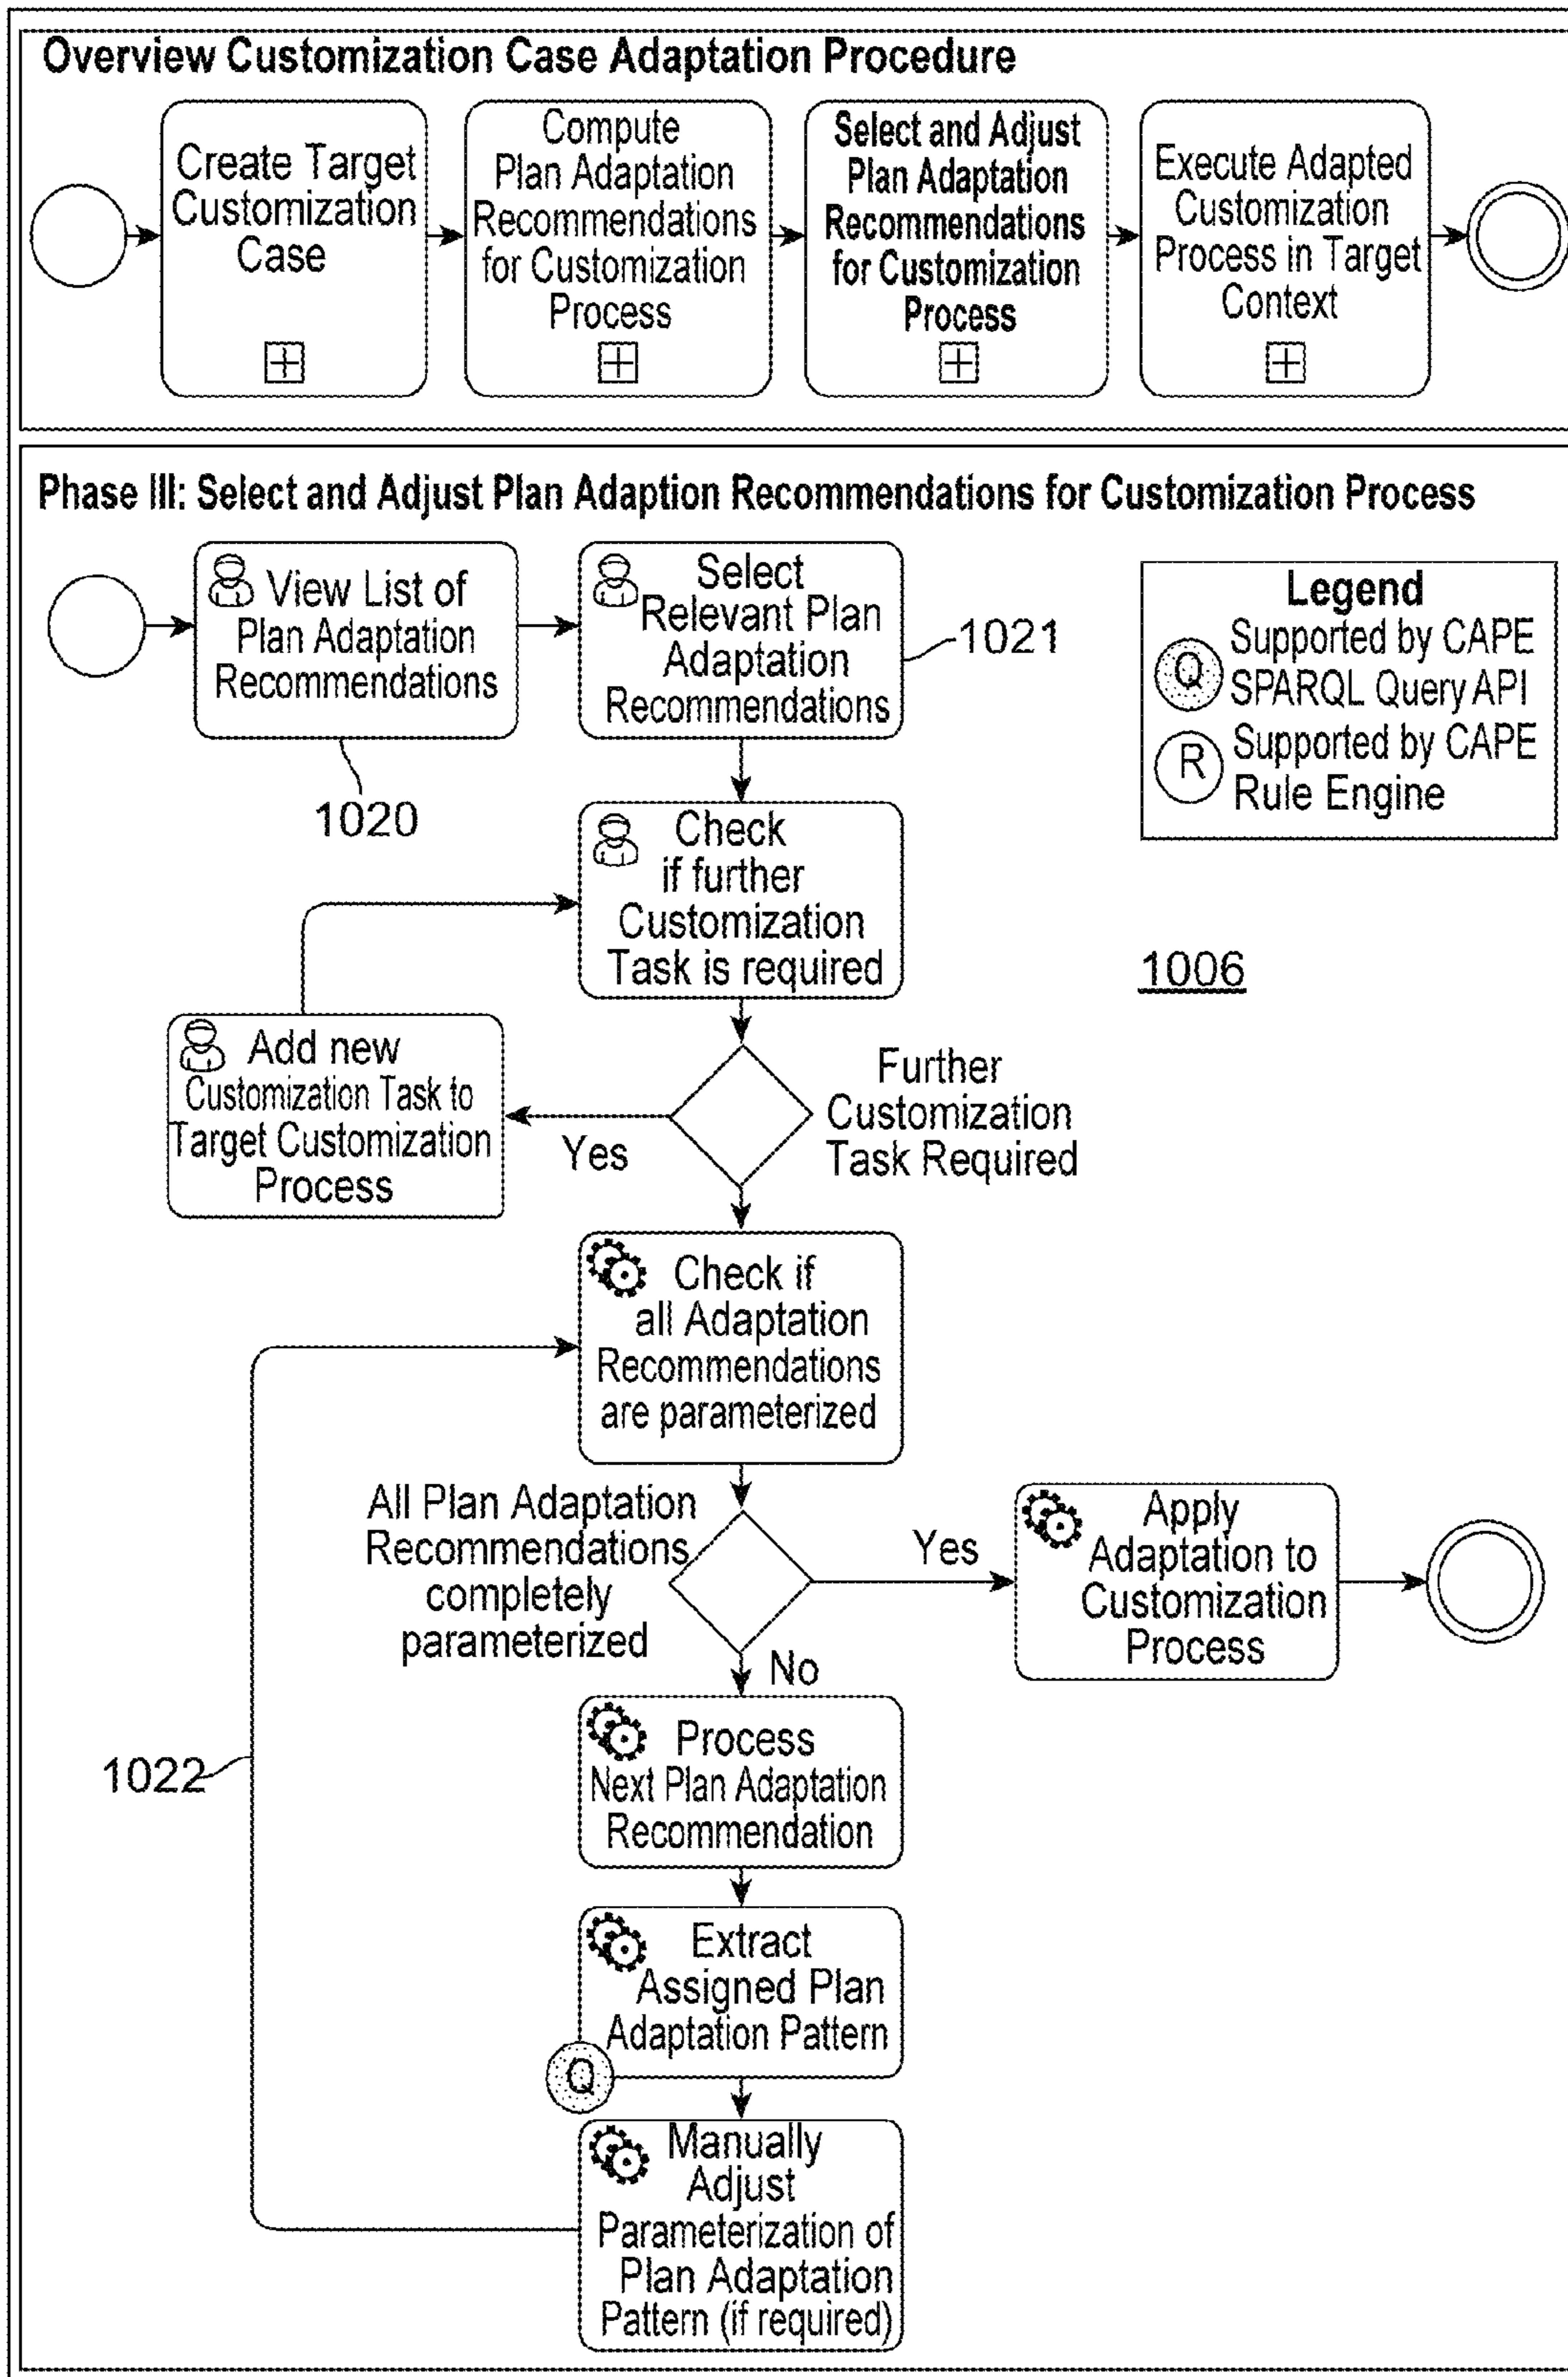 Overview Customization Case Adaptation Procedure
Create Target
Customization
Case
Compute
Plan Adaptation
Recommendations
for Customization
Process
Select and Adjust
Plan Adaptation
Recommendations
for Customization
Process
Execute Adapted
Customization
Process in Target
Context
Phase III: Select and Adjust Plan Adaption Recommendations for Customization Process
View List of
Plan Adaptation
Recommendations
1020
Select
Relevant Plan
Adaptation
Recommendations
1021
Legend
Q
Supported by CAPE
SPARQL Query API
R
Supported by CAPE
Rule Engine
Check
if further
Customization
Task is required
1006
Add new
Customization Task to
Target Customization
Process
Yes
Further
Customization
Task Required
Check if
all Adaptation
Recommendations
are parameterized
All Plan Adaptation
Recommendations
completely
parameterized
Yes
Apply
Adaptation to
Customization
Process
No
Process
Next Plan Adaptation
Recommendation
1022
Extract
Assigned Plan
Adaptation Pattern
Q
Manually
Adjust
Parameterization of
Plan Adaptation
Pattern (if required)